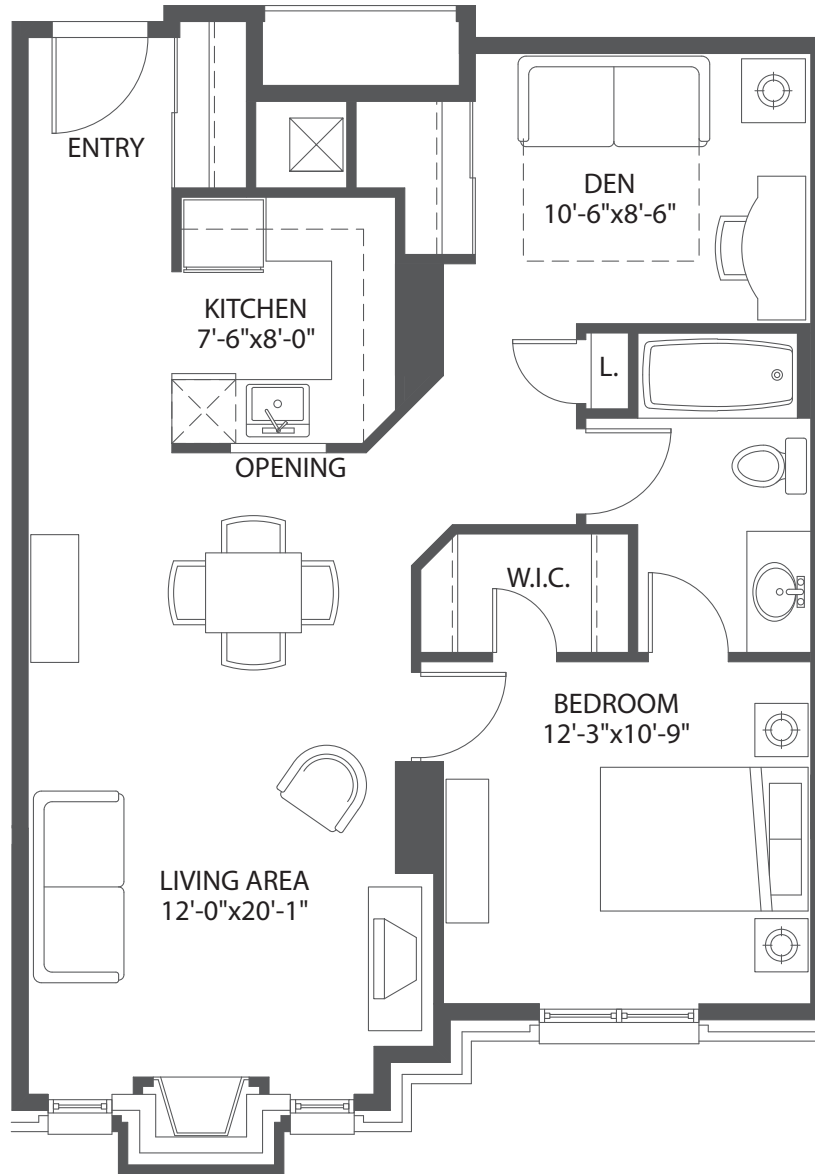 ENTRY
DEN
10'-6"x8'-6"
KITCHEN
7'-6"x8'-0"
L.
OPENING
W.I.C.
BEDROOM
12'-3"x10'-9"
LIVING AREA
12'-0"x20'-1"